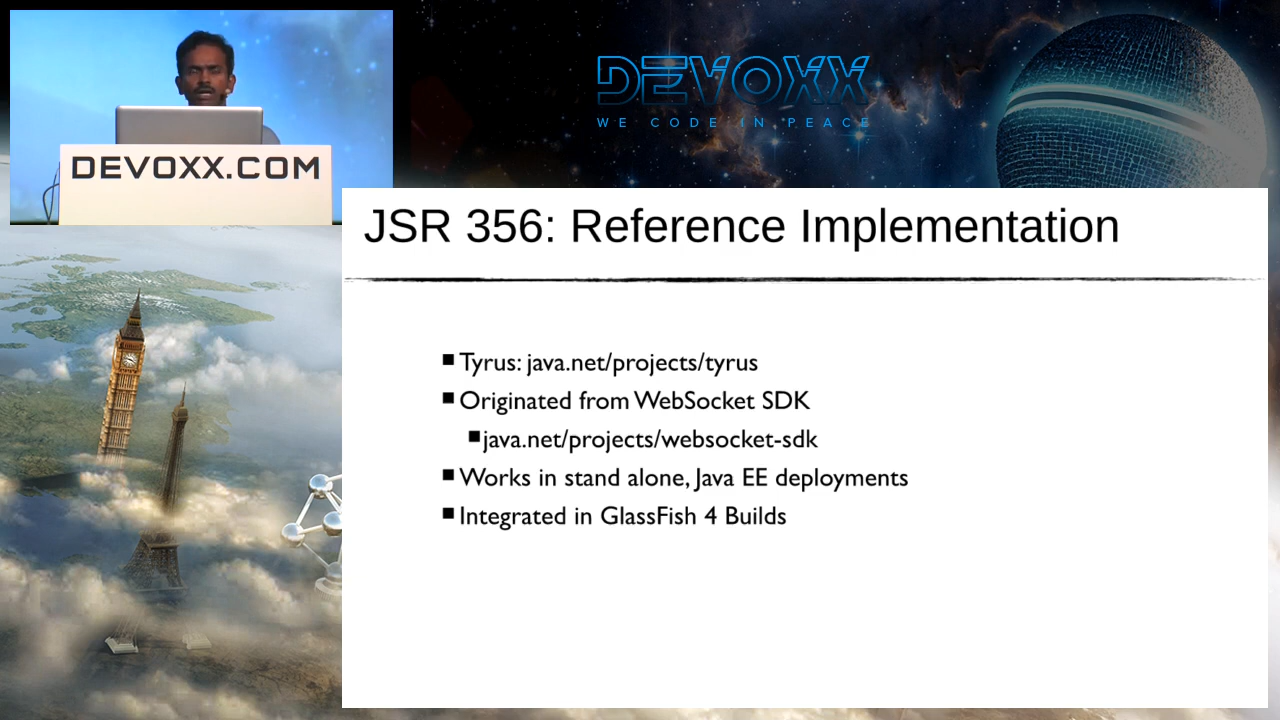 DEVOXX
WE CODE IN PEACE
DEVOXX.COM
JSR 356: Reference Implementation
Tyrus: java.net/projects/tyrus
Originated from WebSocket SDK
java.net/projects/websocket-sdk
Works in stand alone, Java EE deployments
Integrated in GlassFish 4 Builds